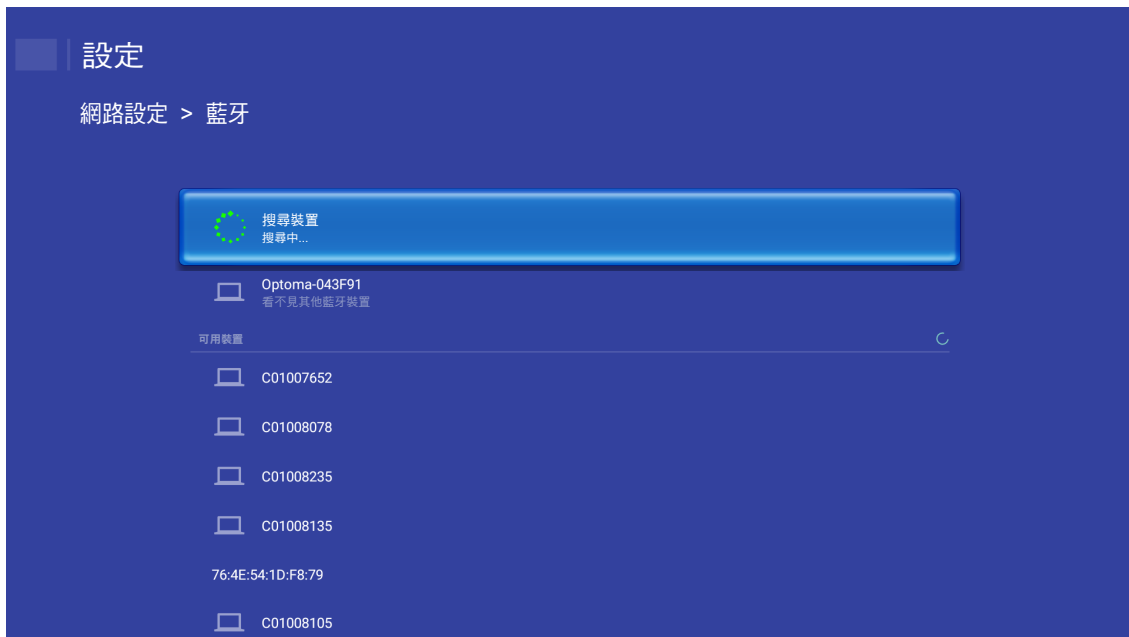 設定
網路設定 > 藍牙
搜尋裝置
搜尋中...
Optoma-043F91
看不見其他藍牙裝置
可用裝置
C01007652
C01008078
C01008235
C01008135
76:4E:54:1D:F8:79
C01008105